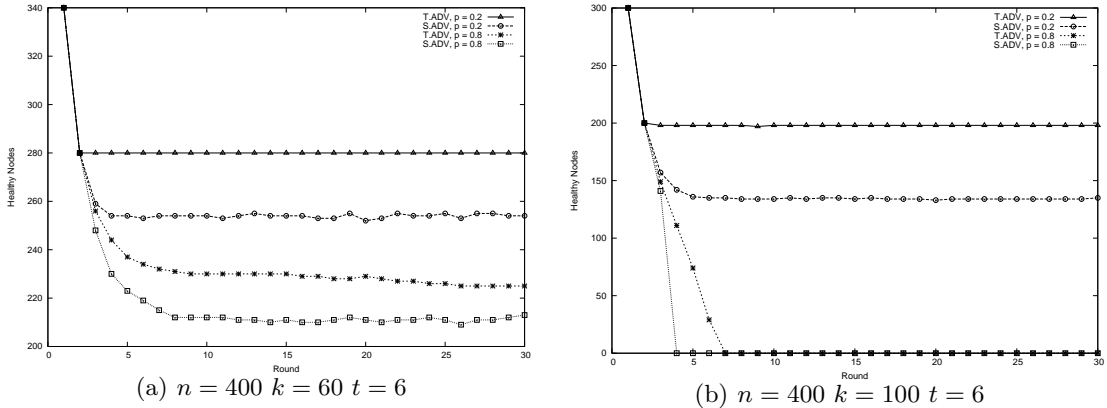 340
320
300
280
260
240
220
200
0
5
10
15
20
25
30
Healthy Nodes
Round
T.ADV, p = 0.2
S.ADV, p = 0.2
T.ADV, p = 0.8
S.ADV, p = 0.8
(a) n = 400 k = 60 t = 6
300
250
200
150
100
50
0
0
5
10
15
20
25
30
Healthy Nodes
Round
T.ADV, p = 0.2
S.ADV, p = 0.2
T.ADV, p = 0.8
S.ADV, p = 0.8
(b) n = 400 k = 100 t = 6